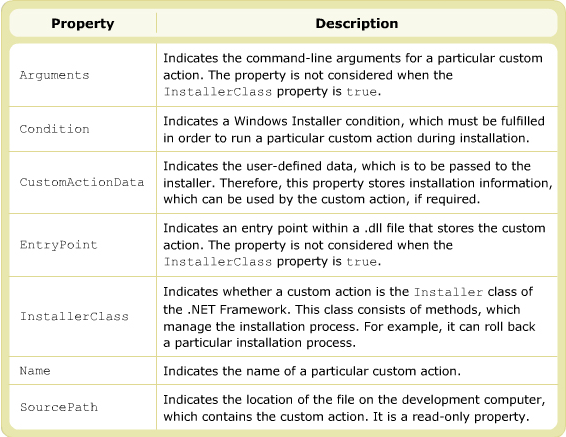 Property Description
Arguments
Indicates the command-line arguments for a particular custom
action. The property is not considered when the
InstallerClass property is true.
Condition
Indicates a Windows Installer condition, which must be fulfilled
in order to run a particular custom action during installation.
CustomActionData
Indicates the user-defined data, which is to be passed to the
installer. Therefore, this property stores installation information,
which can be used by the custom action, if required.
EntryPoint
Indicates an entry point within a .dll file that stores the custom
action. The property is not considered when the
InstallerClass property is true.
InstallerClass
Indicates whether a custom action is the Installer class of
the .NET Framework. This class consists of methods, which
manage the installation process. For example, it can roll back
a particular installation process.
Name
Indicates the name of a particular custom action.
SourcePath
Indicates the location of the file on the development computer,
which contains the custom action. It is a read-only property.